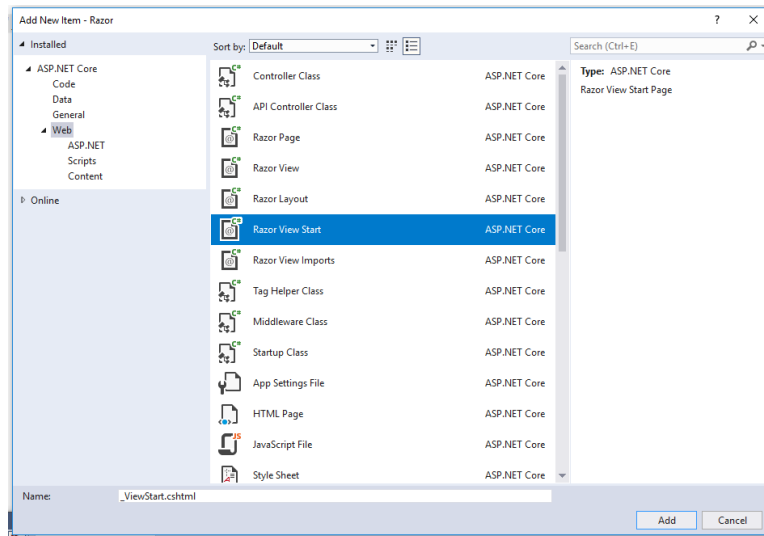 Add New Item - Razor
? ×
Installed
Sort by: Default
Search (Ctrl+E)
ASP.NET Core
Code
Data
General
Web
ASP.NET
Scripts
Content
Online
Controller Class ASP.NET Core
API Controller Class ASP.NET Core
Razor Page ASP.NET Core
Razor View ASP.NET Core
Razor Layout ASP.NET Core
Razor View Start ASP.NET Core
Razor View Imports ASP.NET Core
Tag Helper Class ASP.NET Core
Middleware Class ASP.NET Core
Startup Class ASP.NET Core
App Settings File ASP.NET Core
HTML Page ASP.NET Core
JavaScript File ASP.NET Core
Style Sheet ASP.NET Core
Type: ASP.NET Core
Razor View Start Page
Name: _ViewStart.cshtml
Add Cancel